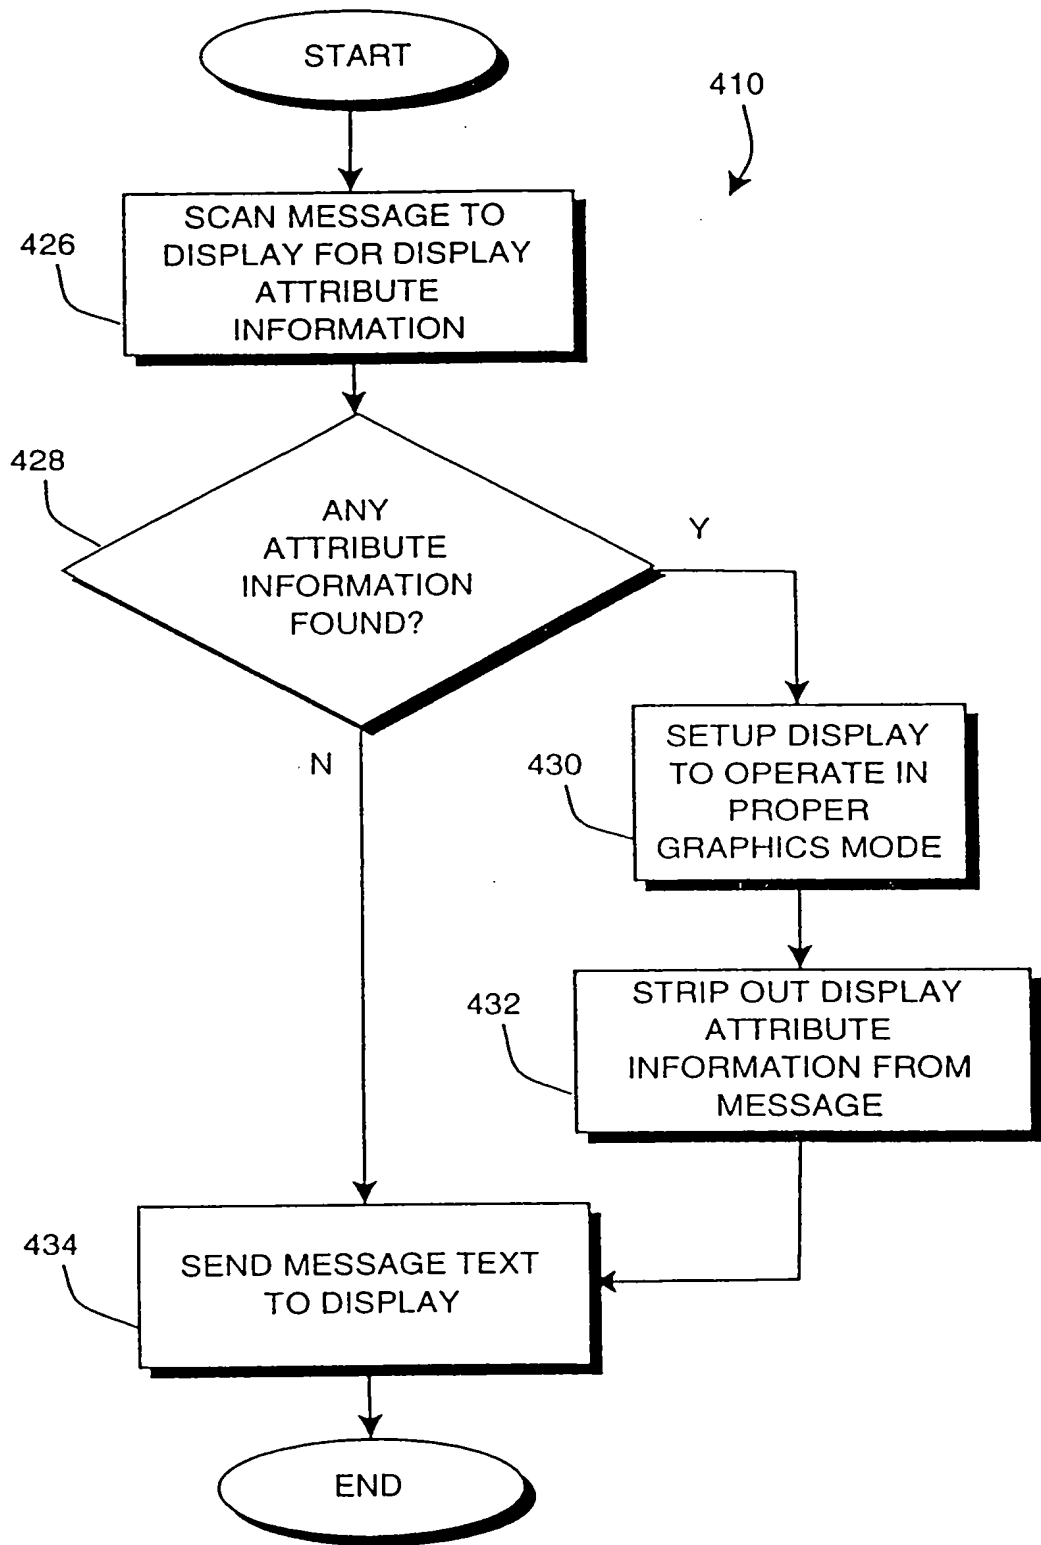 START
410
SCAN MESSAGE TO
DISPLAY FOR DISPLAY
ATTRIBUTE
INFORMATION
426
428
ANY
ATTRIBUTE
INFORMATION
FOUND?
Y
N
SETUP DISPLAY
TO OPERATE IN
PROPER
GRAPHICS MODE
430
STRIP OUT DISPLAY
ATTRIBUTE
INFORMATION FROM
MESSAGE
432
434
SEND MESSAGE TEXT
TO DISPLAY
END